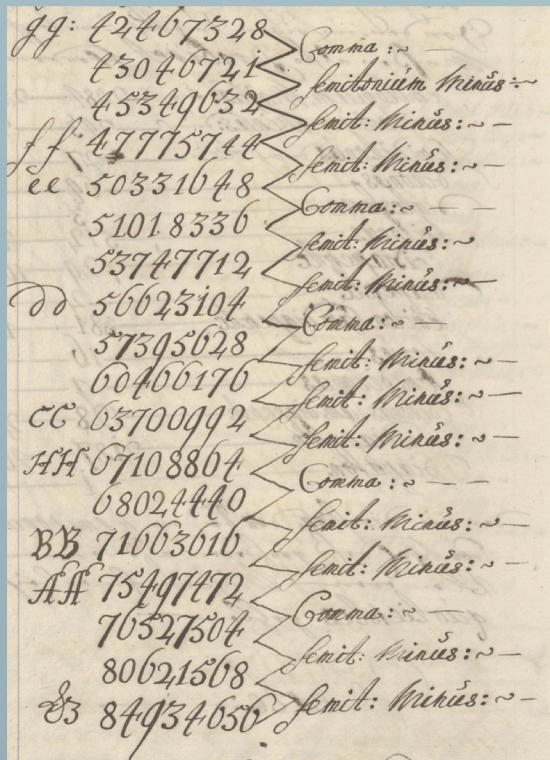 gg: 42467328
Comma :~ —
43046721
semitonium Minus:~
45349632
semit: Minus:~ —
ff 47775744
semit: Minus:~ —
ee 50331648
Comma:~ — —
51018336
semit: Minus:~
53747712
semit: Minus:~ —
dd 56623104
Comma:~ —
57395628
semit: Minus:~ —
60466176
semit: Minus:~ —
cc 63700992
semit: Minus:~ —
HH 67108864
Comma :~ — —
68024440
semit: Minus:~ —
BB 71663616
semit: Minus:~ —
AA 75497472
Comma:~ —
76527504
semit: Minus:~ —
80621568
semit: Minus:~ —
84934656